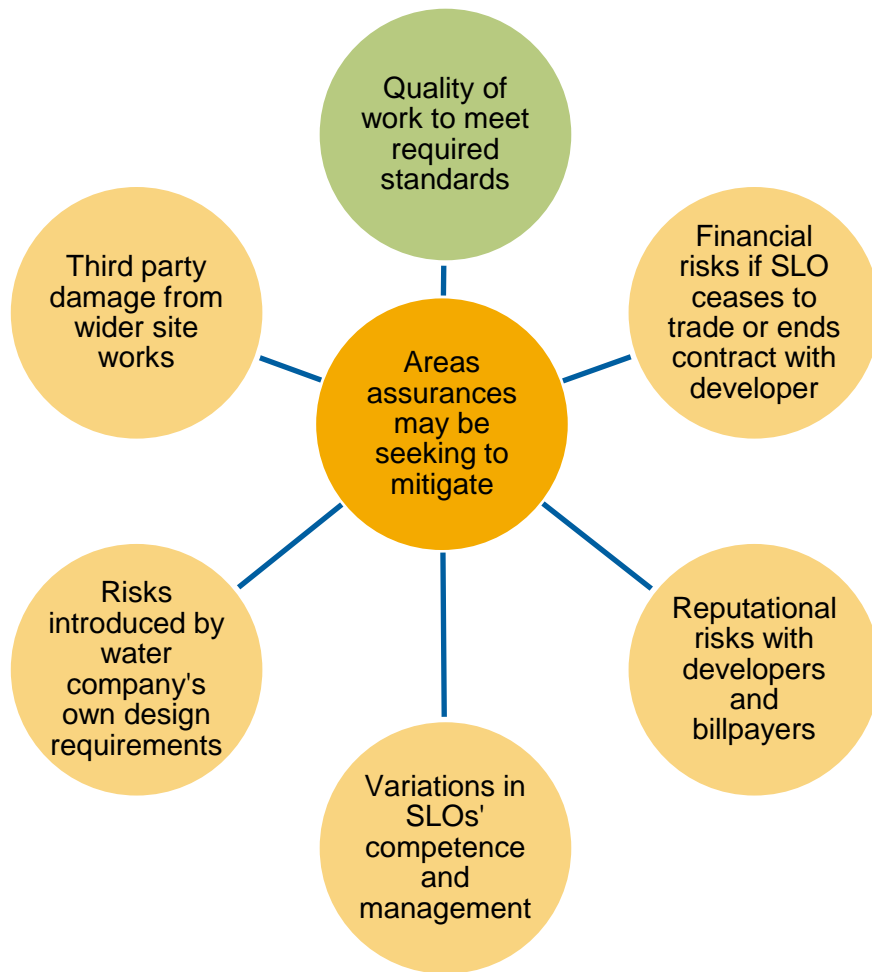 Quality of
work to meet
required
standards
Third party
damage from
wider site
works
Financial
risks if SLO
ceases to
trade or ends
contract with
developer
Areas
assurances
may be
seeking to
mitigate
Risks
introduced by
water
company's
own design
requirements
Reputational
risks with
developers
and
billpayers
Variations in
SLOs'
competence
and
management